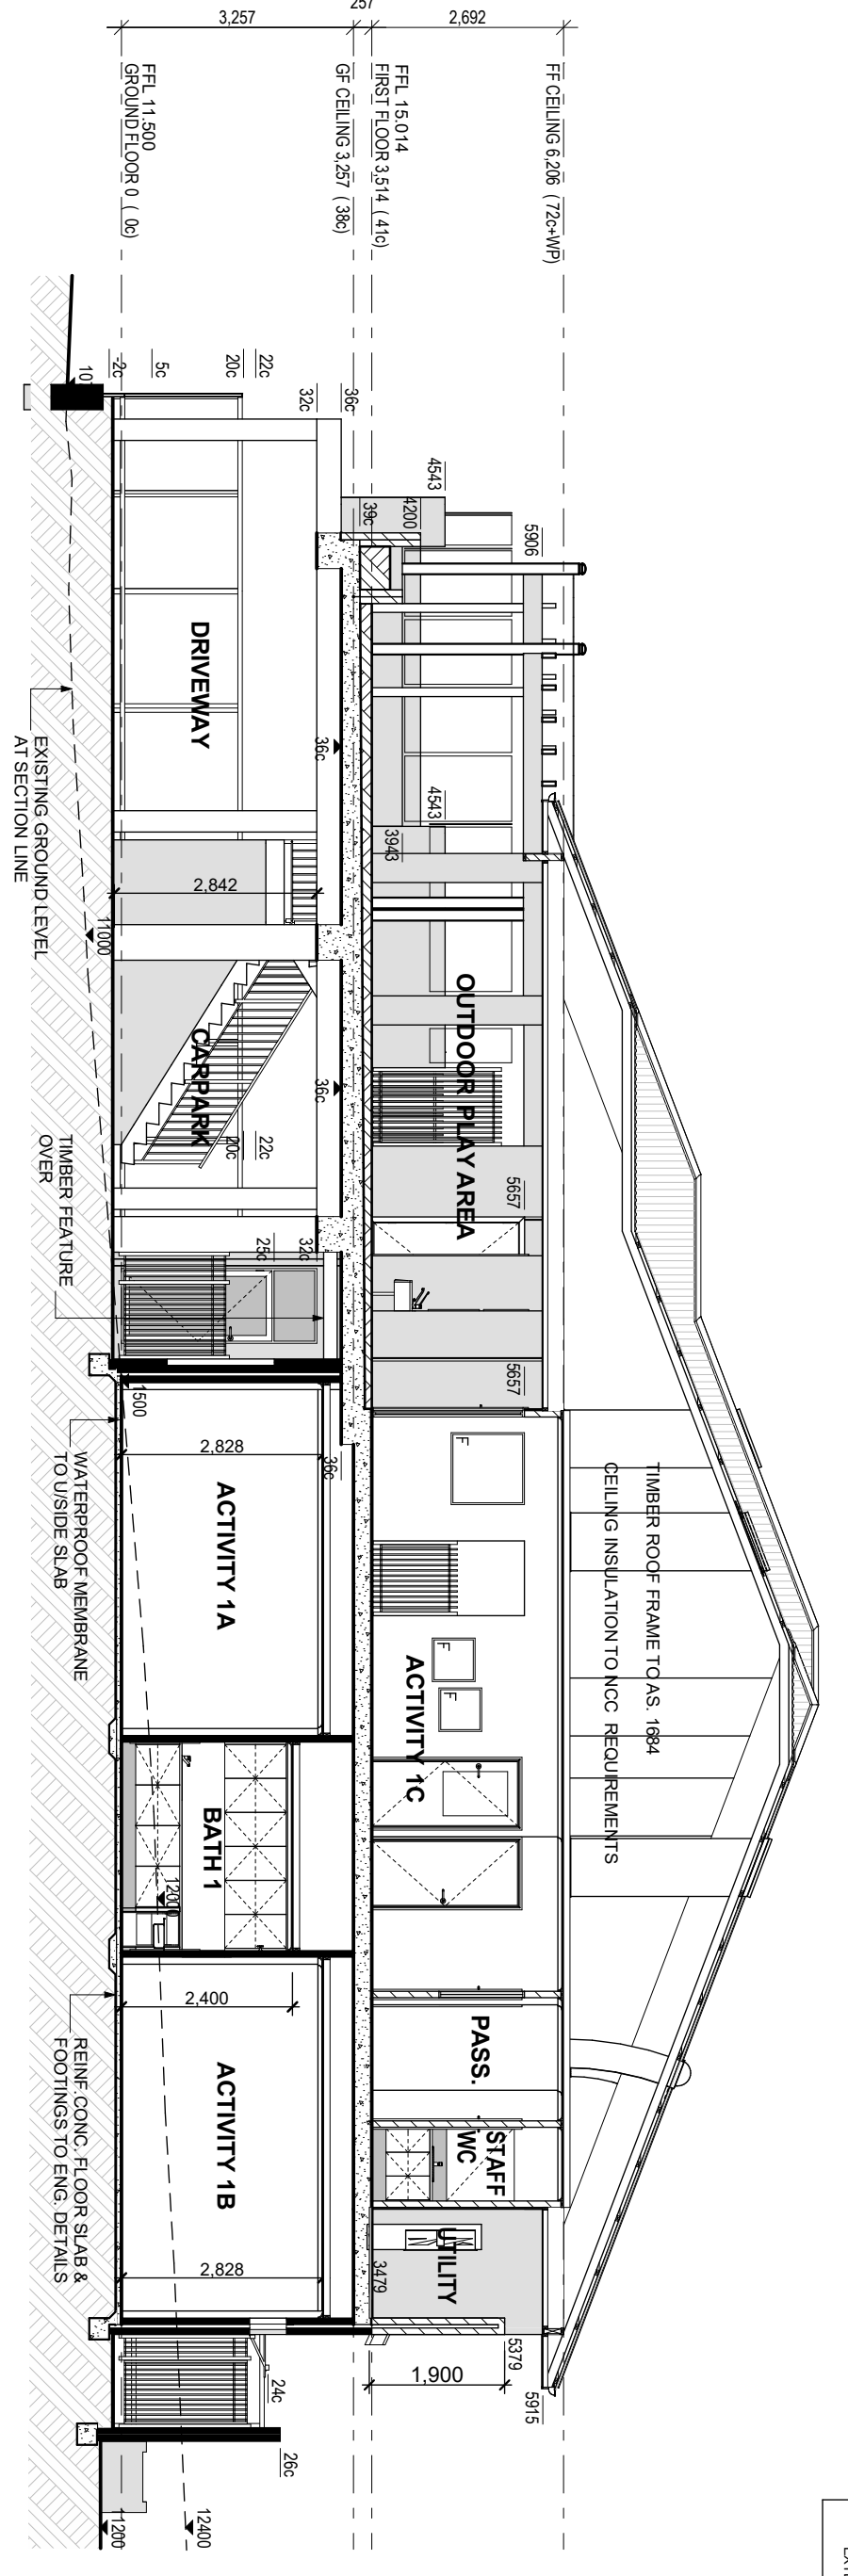 3,257
257
2,692
FF CEILING 6,206 ( 72c+WP)
FFL 15.014
FIRST FLOOR 3,514 ( 41c)
GF CEILING 3,257 ( 38c)
FFL 11.500
GROUND FLOOR 0 ( 0c)
22c
20c
5c
-2c
36c
32c
4543
4200
39c
5906
DRIVEWAY
36c
EXISTING GROUND LEVEL
AT SECTION LINE
4543
3943
2,842
11000
OUTDOOR PLAY AREA
CARPARK
36c
22c
20c
TIMBER FEATURE
OVER
5657
32c
25c
5657
1500
2,828
36c
ACTIVITY 1A
WATERPROOF MEMBRANE
TO U/SIDE SLAB
TIMBER ROOF FRAME TO AS. 1684
CEILING INSULATION TO NCC REQUIREMENTS
F
F
F
ACTIVITY 1C
BATH 1
12000
2,400
PASS.
STAFF
WC
ACTIVITY 1B
REINF.CONC. FLOOR SLAB &
FOOTINGS TO ENG. DETAILS
UTILITY
3479
2,828
5379
1,900
5915
24c
26c
12400
11200